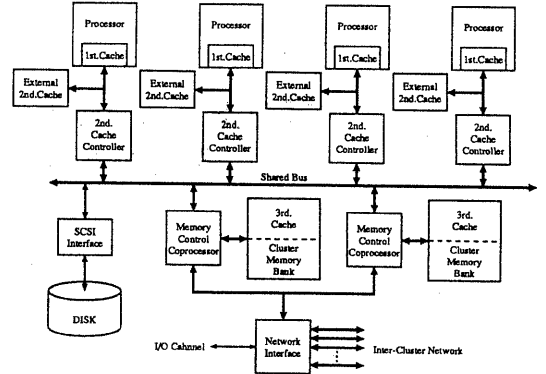 Processor
Processor
Processor
Processor
1st.Cache
1st.Cache
1st.Cache
1st.Cache
External
2nd.Cache
External
2nd.Cache
External
2nd.Cache
External
2nd.Cache
2nd.
Cache
Controller
2nd.
Cache
Controller
2nd.
Cache
Controller
2nd.
Cache
Controller
Shared Bus
SCSI
Interface
Memory
Control
Coprocessor
3rd.
Cache
Cluster
Memory
Bank
Memory
Control
Coprocessor
3rd.
Cache
Cluster
Memory
Bank
DISK
I/O Cahnnel
Network
Interface
Inter-Cluster Network